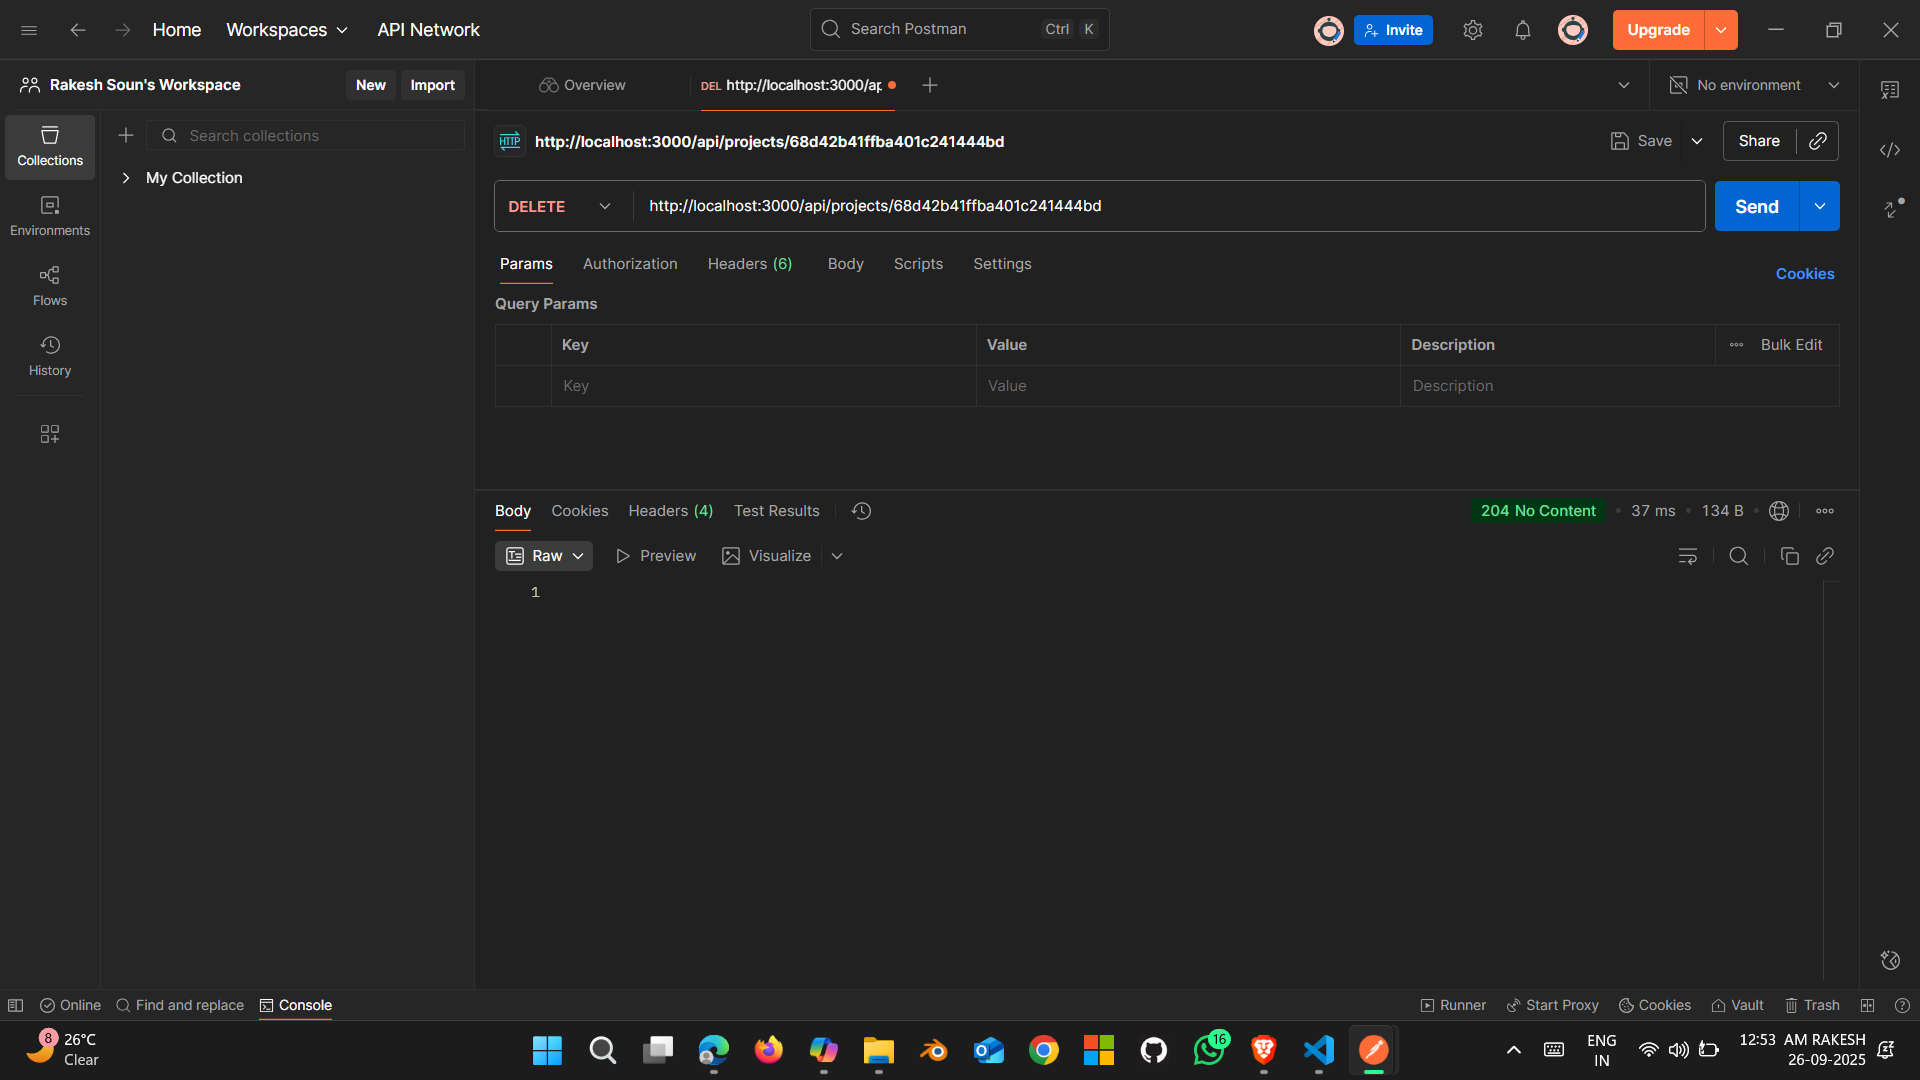 Home
Workspaces
API Network
Search Postman
Ctrl K
Invite
Upgrade
Rakesh Soun's Workspace
New
Import
Overview
DEL http://localhost:3000/ap
No environment
Collections
Search collections
My Collection
Environments
Flows
History
HTTP
http://localhost:3000/api/projects/68d42b41ffba401c241444bd
Save
Share
DELETE
http://localhost:3000/api/projects/68d42b41ffba401c241444bd
Send
Params
Authorization
Headers (6)
Body
Scripts
Settings
Cookies
Query Params
Key
Value
Description
Bulk Edit
Key
Value
Description
Body
Cookies
Headers (4)
Test Results
204 No Content
37 ms
134 B
Raw
Preview
Visualize
1
Online
Find and replace
Console
Runner
Start Proxy
Cookies
Vault
Trash
8
26°C
Clear
16
ENG
IN
12:53 AM RAKESH
26-09-2025